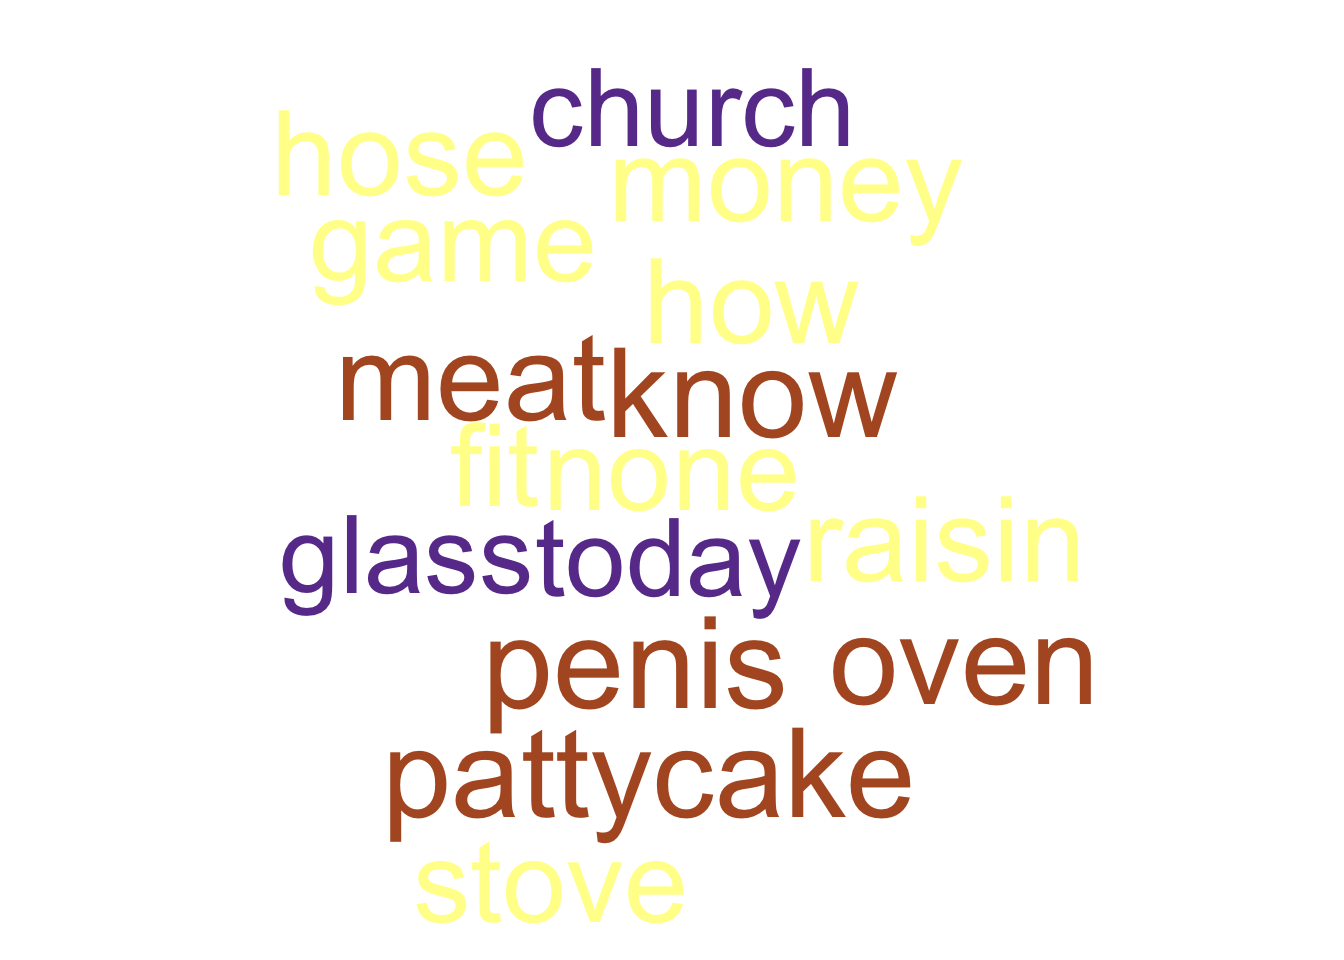 church
hose
money
game
how
meat
know
fit
none
glass
today
raisin
penis
oven
pattycake
stove